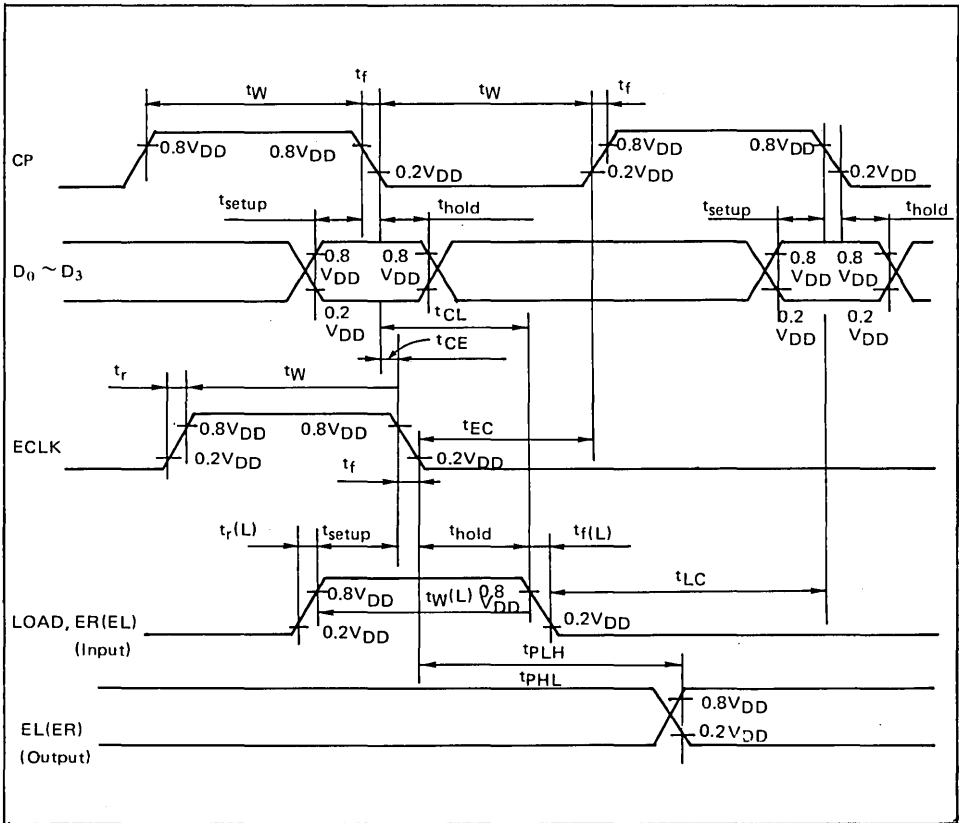 tf
tW tW tf
CP 0.8VDD 0.8VDD 0.8VDD 0.8VDD
0.2VDD 0.2VDD 0.2VDD
tsetup thold tsetup thold
D0 ~ D3 0.8 VDD 0.8 VDD 0.8 VDD 0.8 VDD
0.2 VDD 0.2 VDD 0.2 VDD
tCL
tCE
tr tW
ECLK 0.8VDD 0.8VDD tEC
0.2VDD 0.2VDD
tf
tr(L) tsetup thold tf(L)
0.8VDD tW(L) 0.8 VDD tLC
LOAD, ER(EL) 0.2VDD 0.2VDD
(Input)
tPLH
tPHL
EL(ER) 0.8VDD
(Output) 0.2VDD